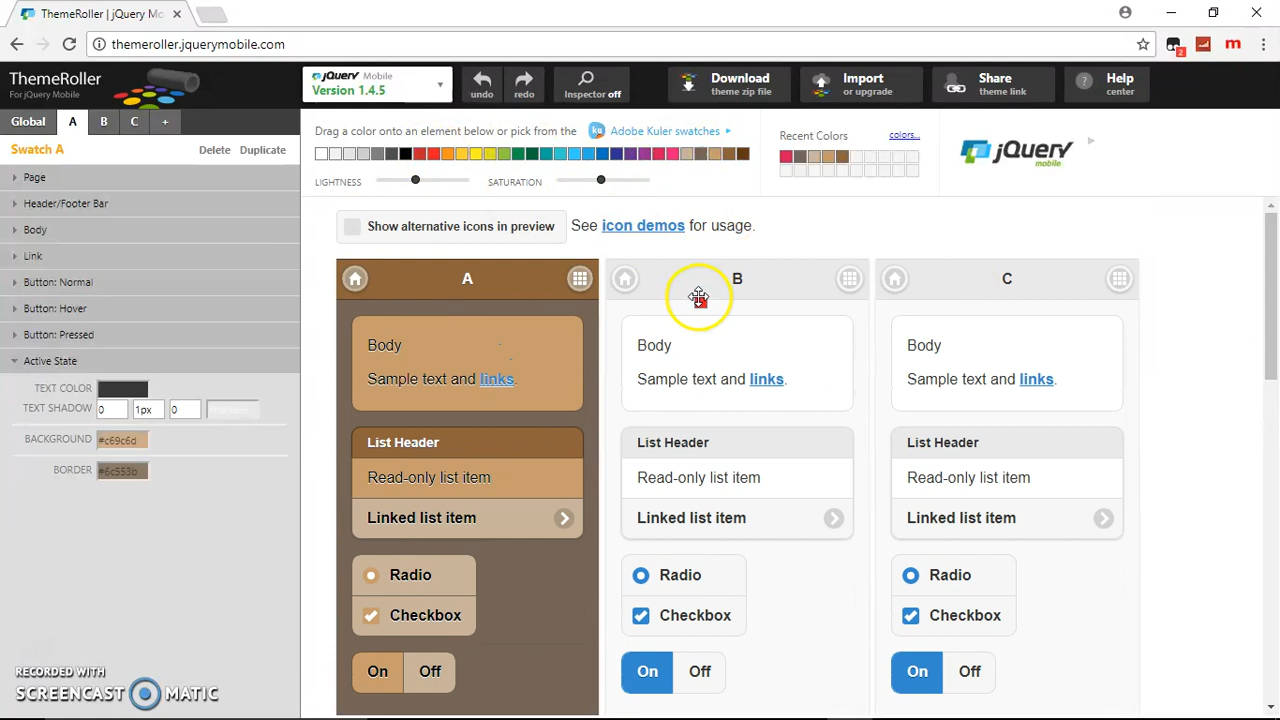 ThemeRoller | jQuery Mo
themeroller.jquerymobile.com
2
m
ThemeRoller
For jQuery Mobile
jQuery Mobile
Version 1.4.5
undo
redo
Inspector off
Download
theme zip file
Import
or upgrade
Share
theme link
? Help
center
Global A B C +
Swatch A
Delete Duplicate
Page
Header/Footer Bar
Body
Link
Button: Normal
Button: Hover
Button: Pressed
Active State
TEXT COLOR
TEXT SHADOW 0 1px 0
BACKGROUND #c69c6d
BORDER #6c553b
Drag a color onto an element below or pick from the ku Adobe Kuler swatches
LIGHTNESS SATURATION
Recent Colors colors...
jQuery
mobile
Show alternative icons in preview See icon demos for usage.
A
Body
Sample text and links.
List Header
Read-only list item
Linked list item
Radio
Checkbox
On Off
B
Body
Sample text and links.
List Header
Read-only list item
Linked list item
Radio
Checkbox
On Off
C
Body
Sample text and links.
List Header
Read-only list item
Linked list item
Radio
Checkbox
On Off
RECORDED WITH
SCREENCAST MATIC